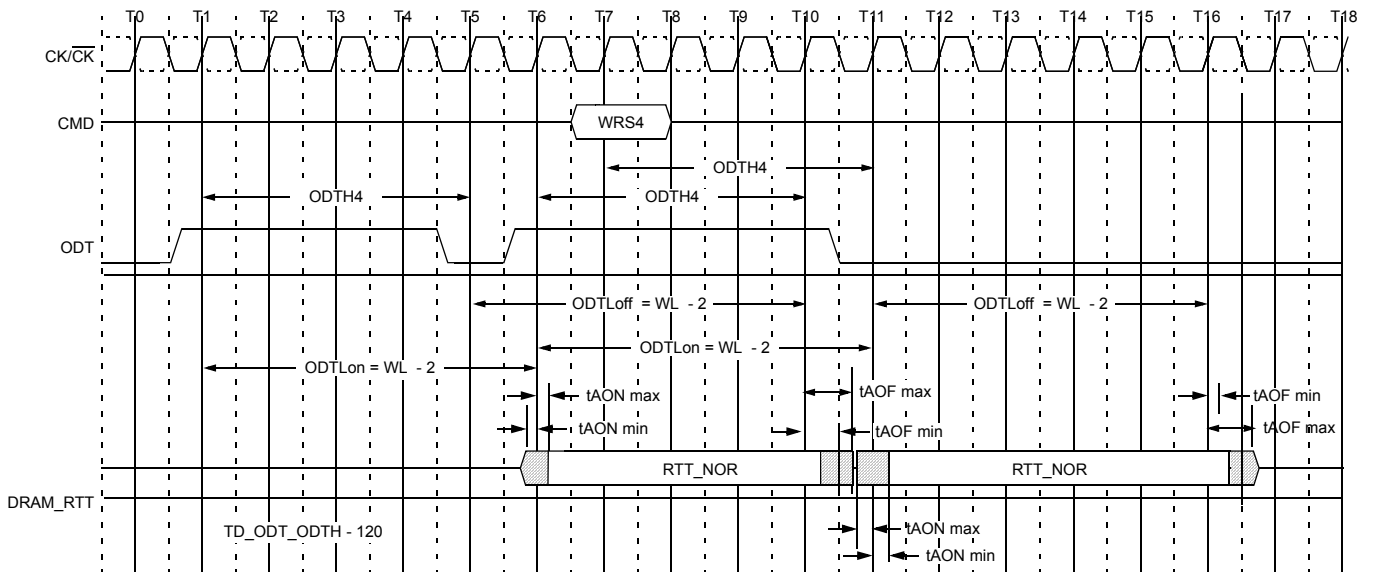 T0 T1 T2 T3 T4 T5 T6 T7 T8 T9 T10 T11 T12 T13 T14 T15 T16 T17 T18
CK/CK
CMD
WRS4
ODTH4
ODTH4
ODTH4
ODT
ODTLoff = WL - 2
ODTLoff = WL - 2
ODTLon = WL - 2
ODTLon = WL - 2
tAON max
tAOF max
tAOF min
tAON min
tAOF min
tAOF max
RTT_NOR
RTT_NOR
DRAM_RTT
TD_ODT_ODTH - 120
tAON max
tAON min